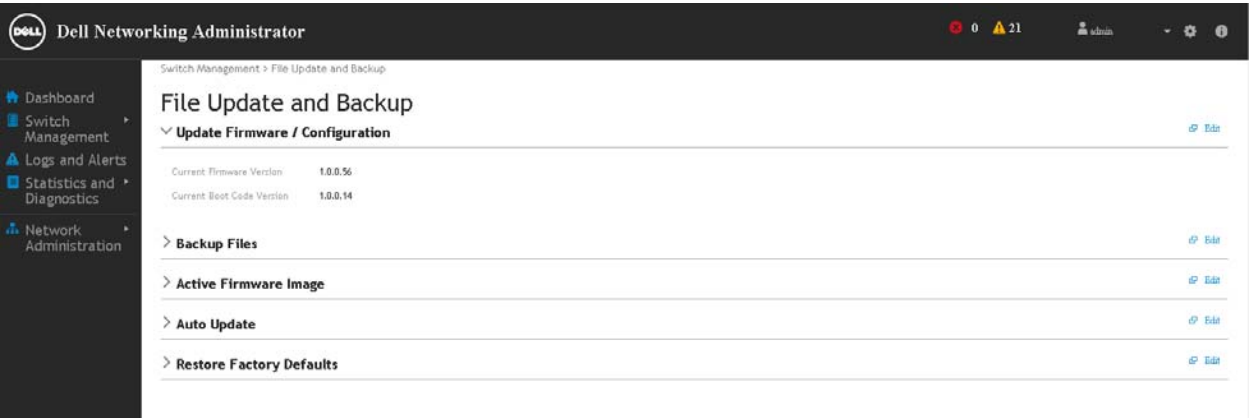 DELL Dell Networking Administrator 0 21 admin
Switch Management > File Update and Backup
Dashboard
Switch Management
Logs and Alerts
Statistics and Diagnostics
Network Administration
File Update and Backup
Update Firmware / Configuration Edit
Current Firmware Version 1.0.0.56
Current Boot Code Version 1.0.0.14
Backup Files Edit
Active Firmware Image Edit
Auto Update Edit
Restore Factory Defaults Edit